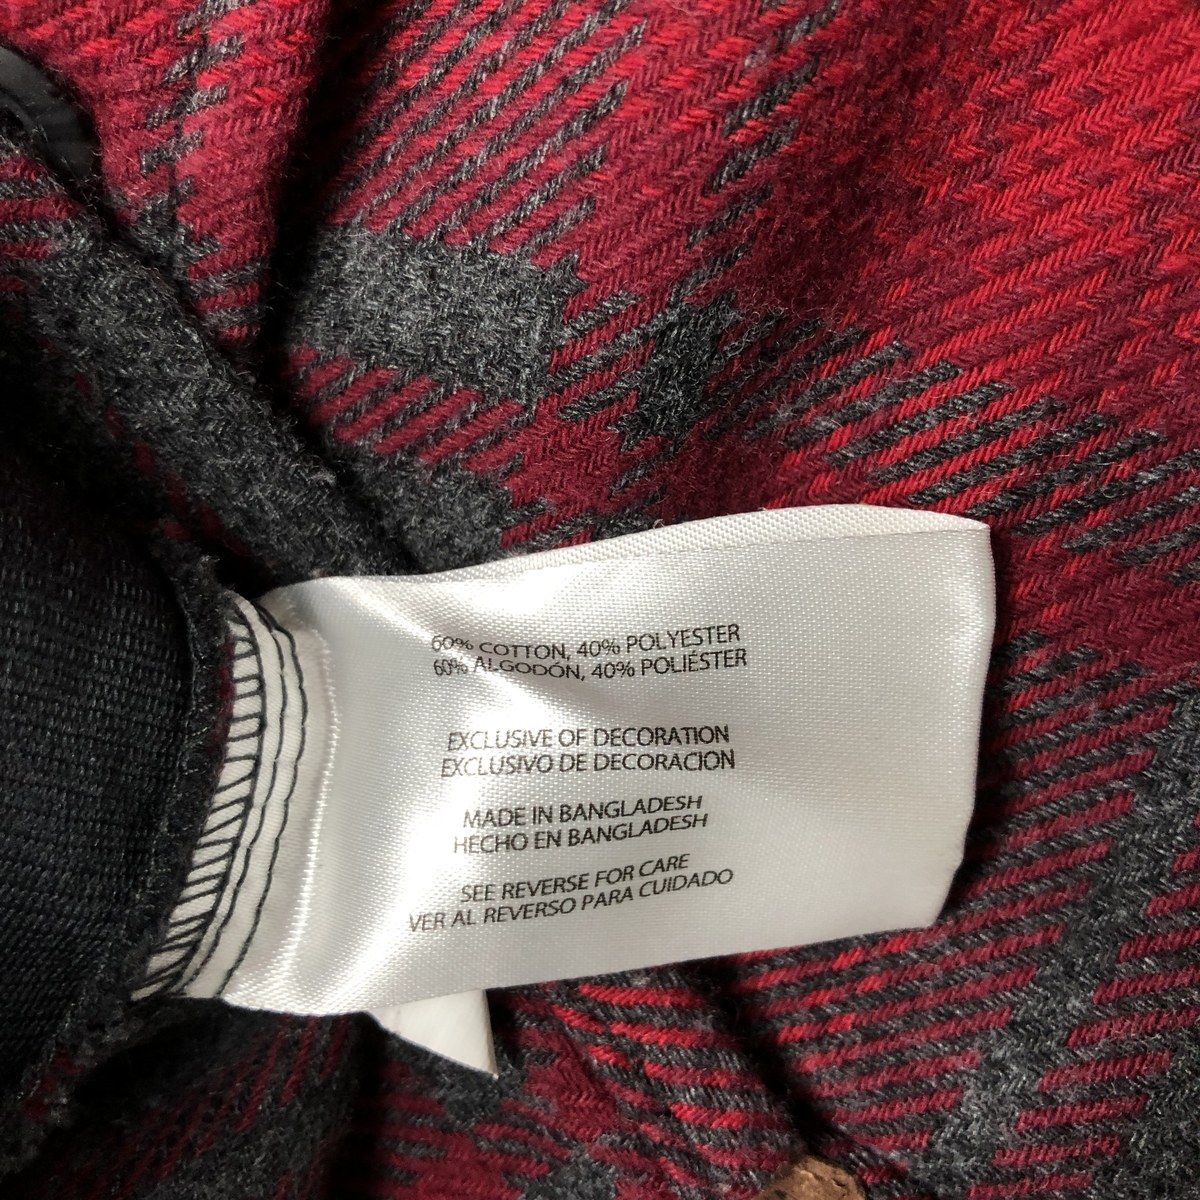 60% COTTON, 40% POLYESTER
60% ALGODÓN, 40% POLIÉSTER
EXCLUSIVE OF DECORATION
EXCLUSIVO DE DECORACION
MADE IN BANGLADESH
HECHO EN BANGLADESH
SEE REVERSE FOR CARE
VER AL REVERSO PARA CUIDADO